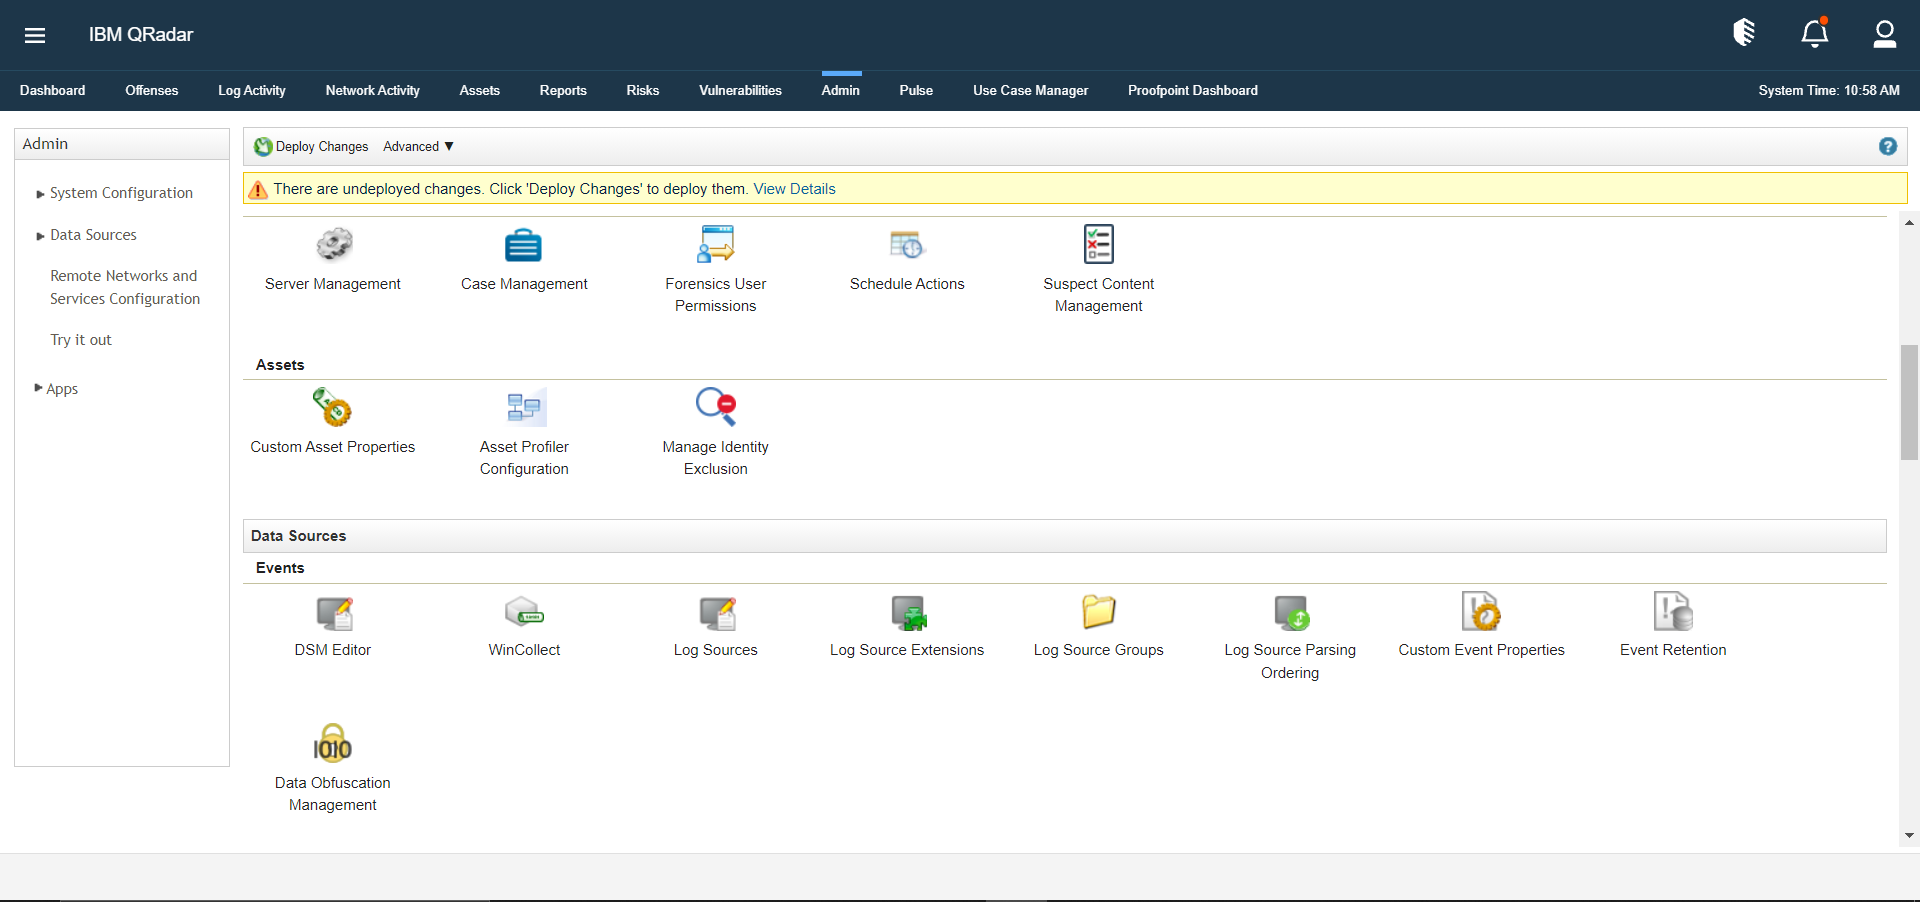 IBM QRadar
Dashboard Offenses Log Activity Network Activity Assets Reports Risks Vulnerabilities Admin Pulse Use Case Manager Proofpoint Dashboard System Time: 10:58 AM
Admin
System Configuration
Data Sources
Remote Networks and
Services Configuration
Try it out
Apps
Deploy Changes Advanced ▼
There are undeployed changes. Click 'Deploy Changes' to deploy them. View Details
Server Management Case Management Forensics User Schedule Actions Suspect Content
Permissions Management
Assets
Custom Asset Properties Asset Profiler Manage Identity
Configuration Exclusion
Data Sources
Events
DSM Editor WinCollect Log Sources Log Source Extensions Log Source Groups Log Source Parsing Custom Event Properties Event Retention
Ordering
1010
Data Obfuscation
Management